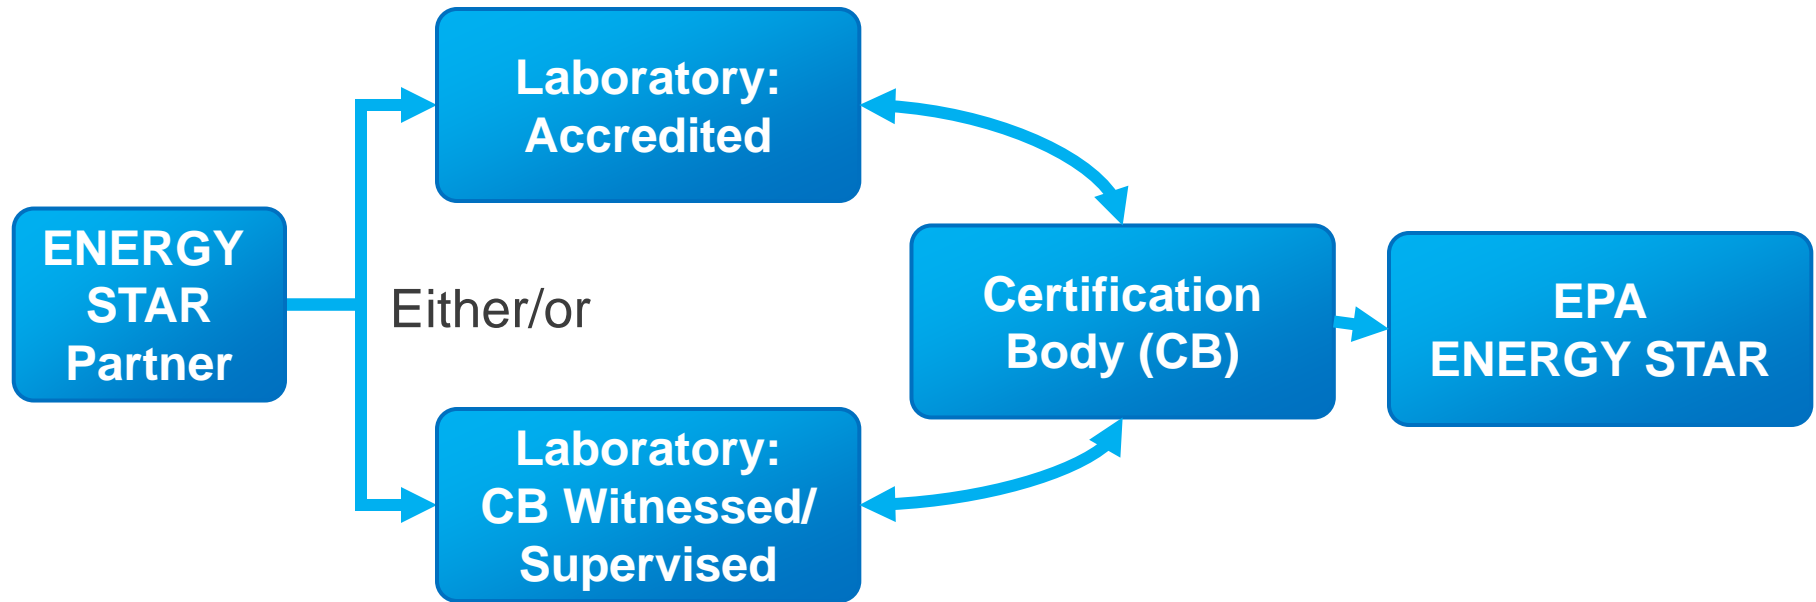 ENERGY
STAR
Partner
Either/or
Laboratory:
Accredited
Laboratory:
CB Witnessed/
Supervised
Certification
Body (CB)
EPA
ENERGY STAR